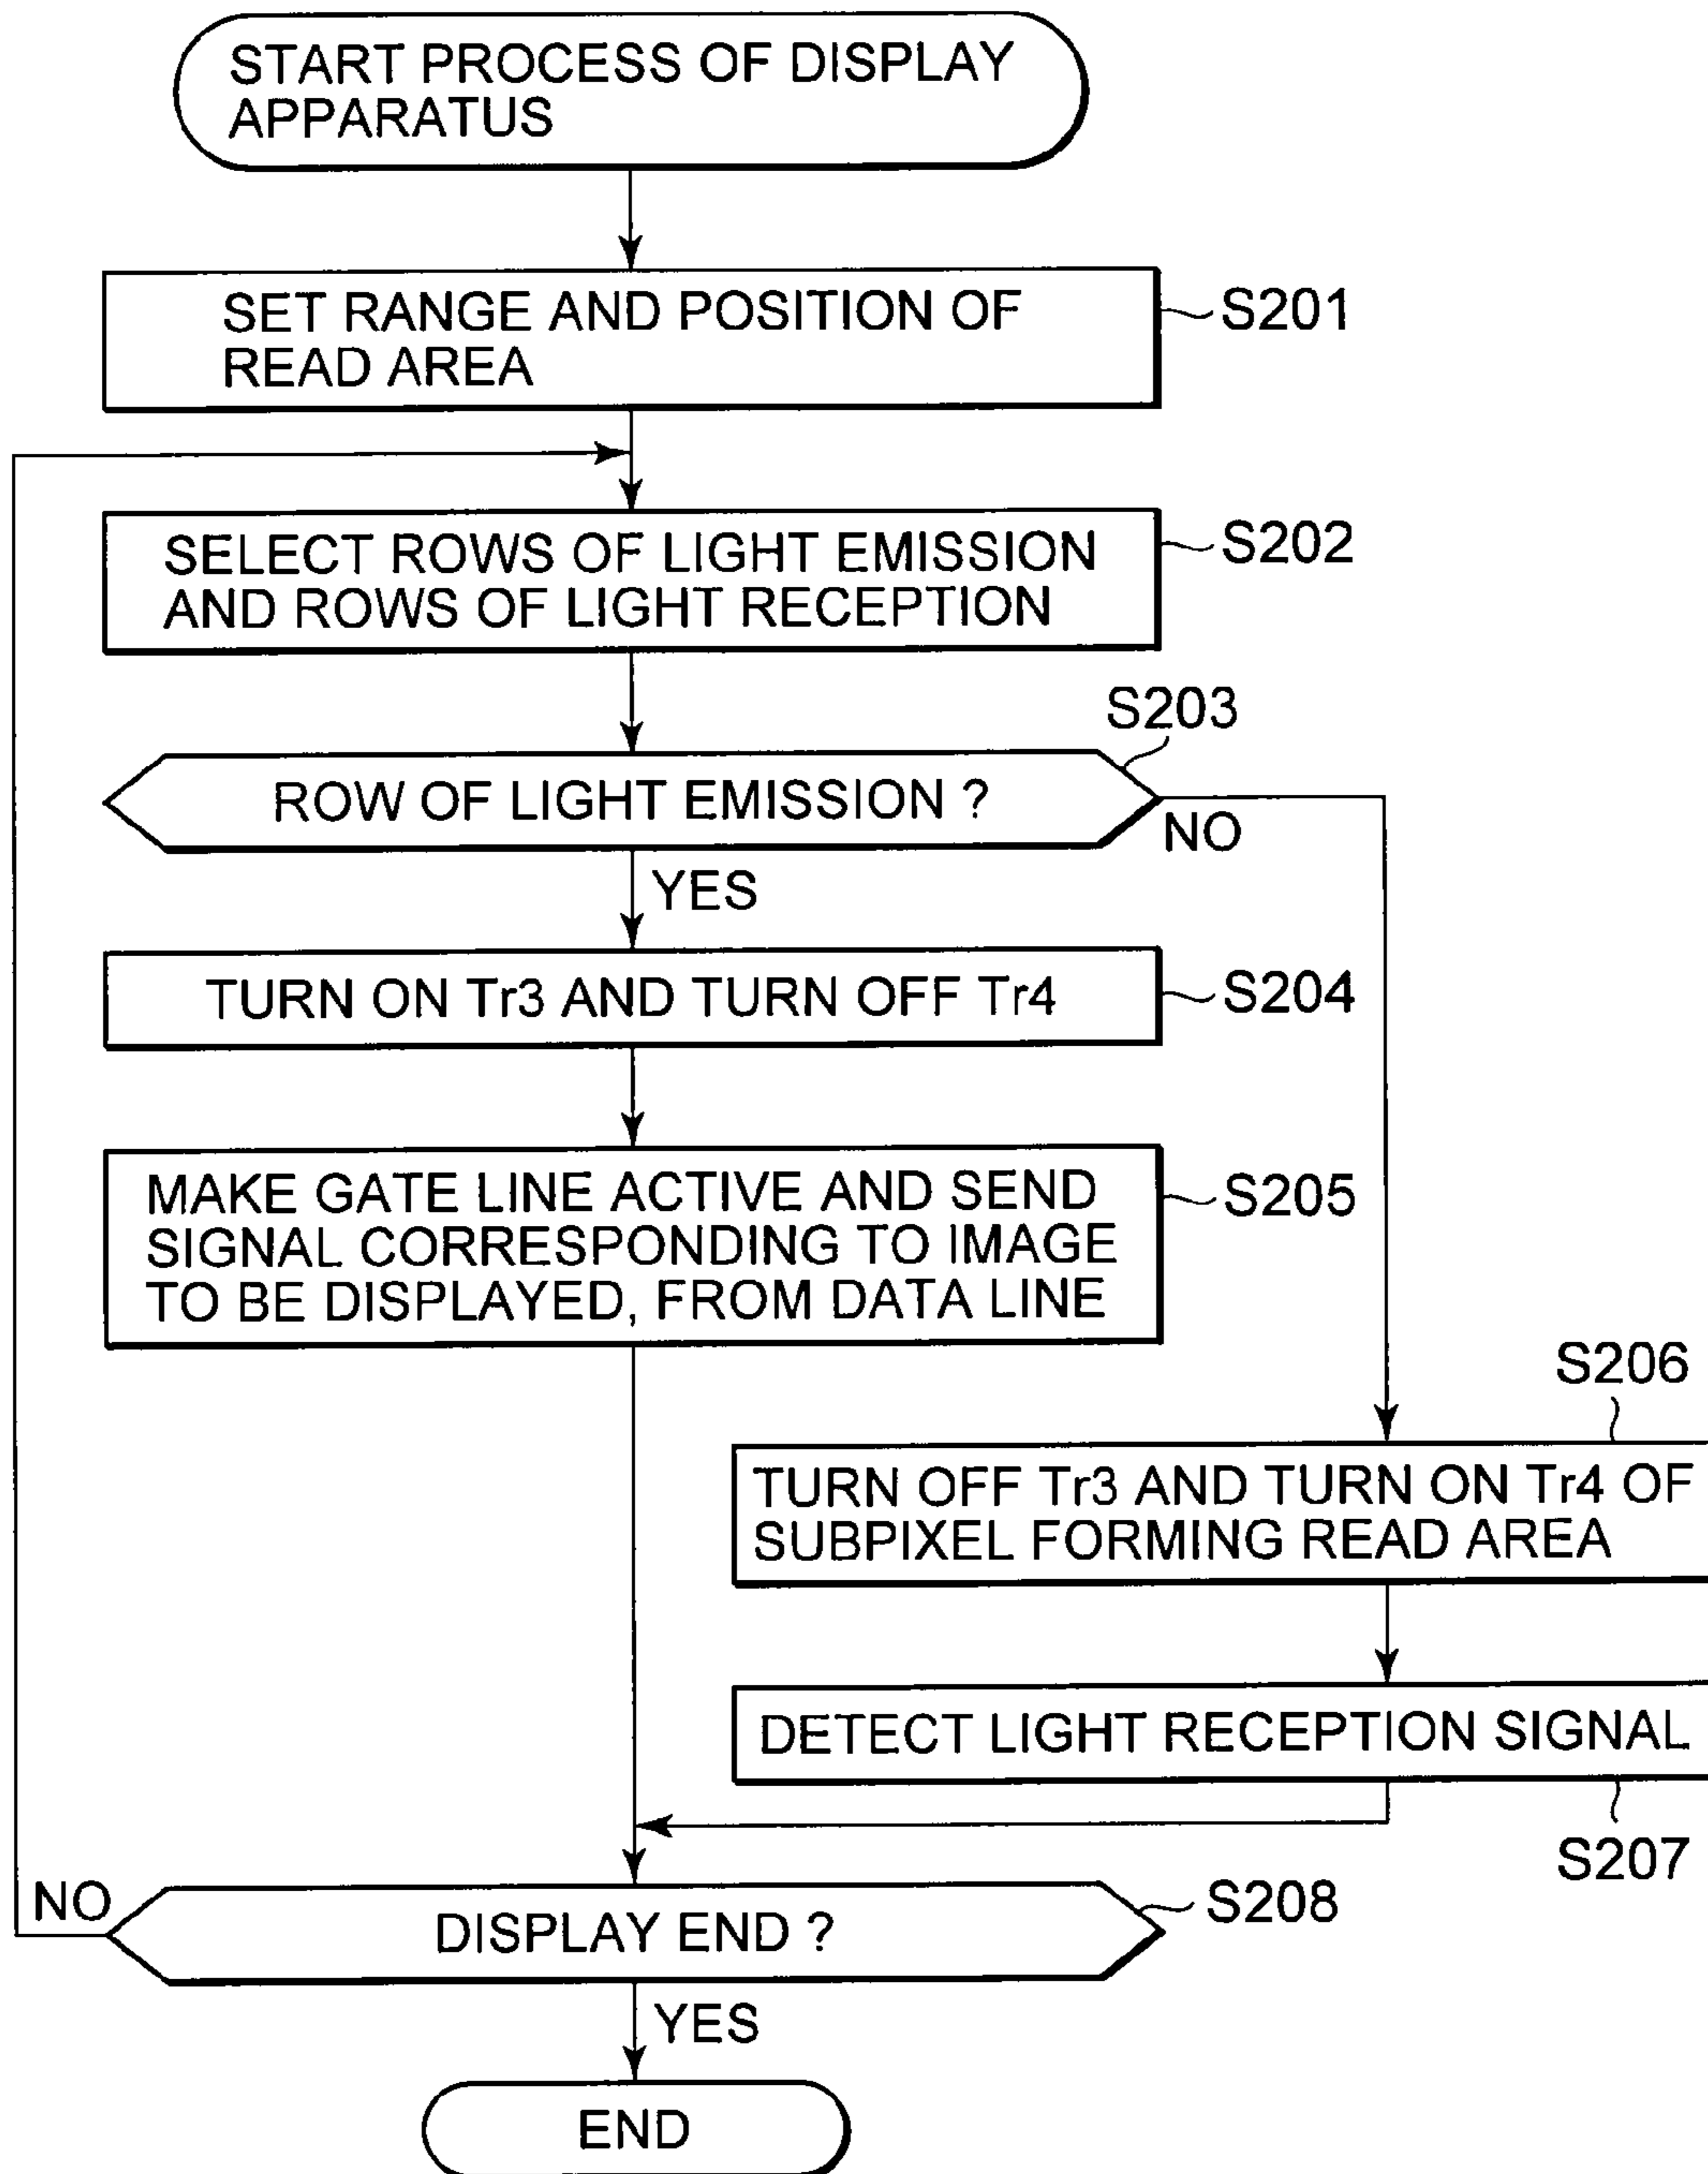 START PROCESS OF DISPLAY
APPARATUS
SET RANGE AND POSITION OF
READ AREA
S201
SELECT ROWS OF LIGHT EMISSION
AND ROWS OF LIGHT RECEPTION
S202
S203
ROW OF LIGHT EMISSION ?
NO
YES
TURN ON Tr3 AND TURN OFF Tr4
S204
MAKE GATE LINE ACTIVE AND SEND
SIGNAL CORRESPONDING TO IMAGE
TO BE DISPLAYED, FROM DATA LINE
S205
S206
TURN OFF Tr3 AND TURN ON Tr4 OF
SUBPIXEL FORMING READ AREA
DETECT LIGHT RECEPTION SIGNAL
S207
NO
DISPLAY END ?
S208
YES
END